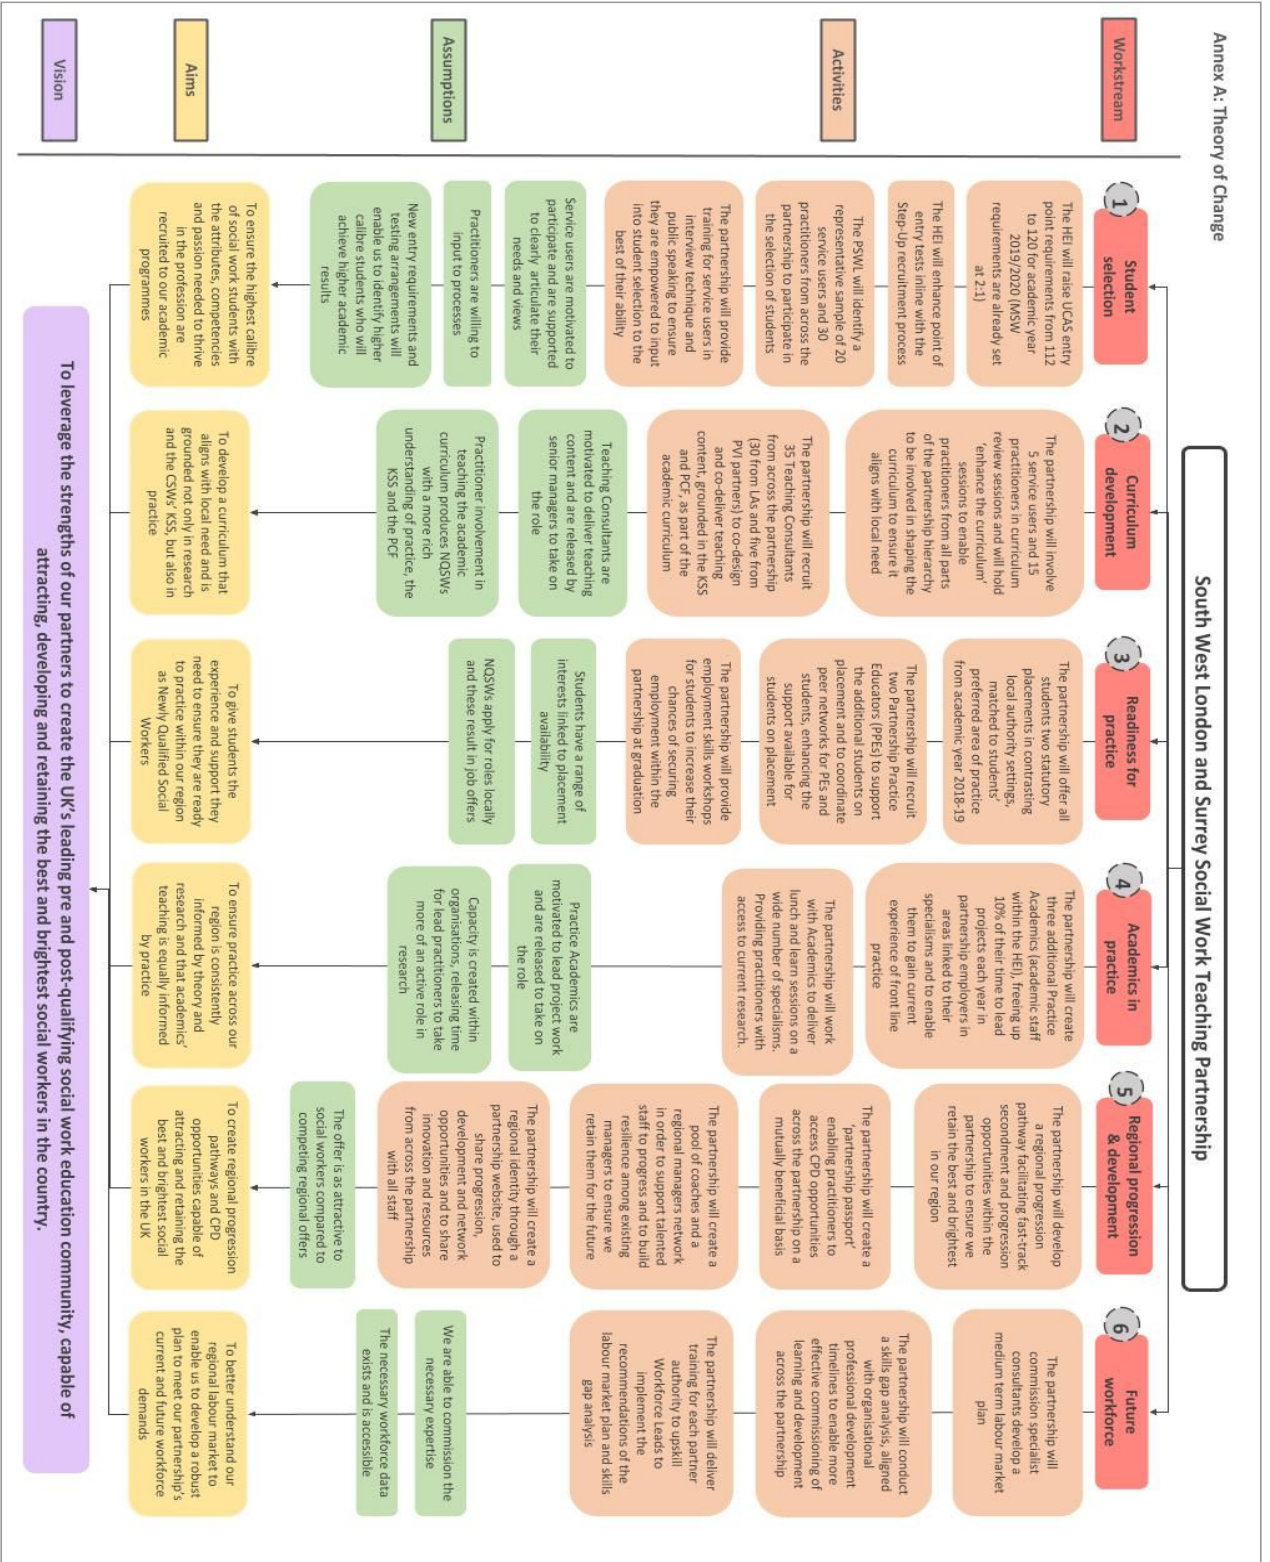 Annex A: Theory of Change
South West London and Surrey Social Work Teaching Partnership
Workstream
Activities
Assumptions
Aims
Vision
1
Student
selection
The HEI will raise UCAS entry
point requirements from 112
to 120 for academic year
2019/2020 (MSW
requirements are already set
at 2:1)
The HEI will enhance point of
entry tests inline with the
Step-Up recruitment process
The PSWL will identify a
representative sample of 20
service users and 30
practitioners from across the
partnership to participate in
the selection of students
The partnership will provide
training for service users in
interview technique and
public speaking to ensure
they are empowered to input
into student selection to the
best of their ability
Service users are motivated to
participate and are supported
to clearly articulate their
needs and views
Practitioners are willing to
input to processes
New entry requirements and
testing arrangements will
enable us to identify higher
calibre students who will
achieve higher academic
results
To ensure the highest calibre
of social work students with
the attributes, competencies
and passion needed to thrive
in the profession are
recruited to our academic
programmes
2
Curriculum
development
The partnership will involve
5 service users and 15
practitioners in curriculum
review sessions and will hold
‘enhance the curriculum’
sessions to enable
practitioners from all parts
of the partnership hierarchy
to be involved in shaping the
curriculum to ensure it
aligns with local need
The partnership will recruit
35 Teaching Consultants
from across the partnership
(30 from LAs and five from
PVI partners) to co-design
and co-deliver teaching
content, grounded in the KSS
and PCF, as part of the
academic curriculum
Teaching Consultants are
motivated to deliver teaching
content and are released by
senior managers to take on
the role
Practitioner involvement in
teaching the academic
curriculum produces NQSWs
with a more rich
understanding of practice, the
KSS and the PCF
To develop a curriculum that
aligns with local need and is
grounded not only in research
and the CSWs’ KSS, but also in
practice
3
Readiness for
practice
The partnership will offer all
students two statutory
placements in contrasting
local authority settings,
matched to students’
preferred area of practice
from academic year 2018-19
The partnership will recruit
two Partnership Practice
Educators (PPEs) to support
the additional students on
placement and to coordinate
peer networks for PEs and
students, enhancing the
support available for
students on placement
The partnership will provide
employment skills workshops
for students to increase their
chances of securing
employment within the
partnership at graduation
Students have a range of
interests linked to placement
availability
NQSWs apply for roles locally
and these result in job offers
To give students the
experience and support they
need to ensure they are ready
to practice within our region
as Newly Qualified Social
Workers
4
Academics in
practice
The partnership will create
three additional Practice
Academics (academic staff
within the HEI), freeing up
10% of their time to lead
projects each year in
partnership employers in
areas linked to their
specialisms and to enable
them to gain current
experience of front line
practice
The partnership will work
with Academics to deliver
lunch and learn sessions on a
wide number of specialisms.
Providing practitioners with
access to current research.
Practice Academics are
motivated to lead project work
and are released to take on
the role
Capacity is created within
organisations, releasing time
for lead practitioners to take
more of an active role in
research
To ensure practice across our
region is consistently
informed by theory and
research and that academics’
teaching is equally informed
by practice
5
Regional progression
& development
The partnership will develop
a regional progression
pathway facilitating fast-track
secondment and progression
opportunities within the
partnership to ensure we
retain the best and brightest
in our region
The partnership will create a
‘partnership passport’
enabling practitioners to
access CPD opportunities
across the partnership on a
mutually beneficial basis
The partnership will create a
pool of coaches and a
regional managers network
in order to support talented
staff to progress and to build
resilience among existing
managers to ensure we
retain them for the future
The partnership will create a
regional identity through a
partnership website, used to
share progression,
development and network
opportunities and to share
innovation and resources
from across the partnership
with all staff
The offer is as attractive to
social workers compared to
competing regional offers
To create regional progression
pathways and CPD
opportunities capable of
attracting and retaining the
best and brightest social
workers in the UK
6
Future
workforce
The partnership will
commission specialist
consultants develop a
medium term labour market
plan
The partnership will conduct
a skills gap analysis, aligned
with organisational
professional development
timelines to enable more
effective commissioning of
learning and development
across the partnership
The partnership will deliver
training for each partner
authority to upskill
Workforce Leads to
implement the
recommendations of the
labour market plan and skills
gap analysis
We are able to commission the
necessary expertise
The necessary workforce data
exists and is accessible
To better understand our
regional labour market to
enable us to develop a robust
plan to meet our partnership’s
current and future workforce
demands
To leverage the strengths of our partners to create the UK’s leading pre and post-qualifying social work education community, capable of
attracting, developing and retaining the best and brightest social workers in the country.